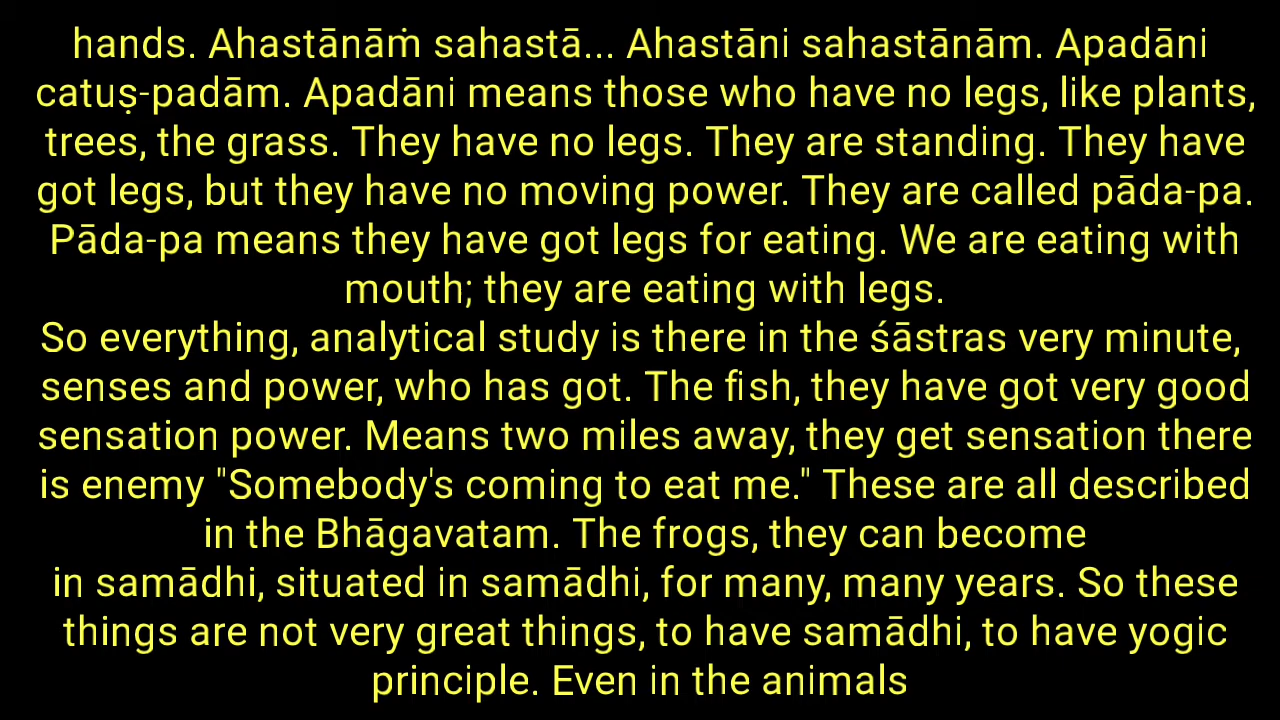 hands. Ahastānāṁ sahastā... Ahastāni sahastānām. Apadāni
catuṣ-padām. Apadāni means those who have no legs, like plants,
trees, the grass. They have no legs. They are standing. They have
got legs, but they have no moving power. They are called pāda-pa.
Pāda-pa means they have got legs for eating. We are eating with
mouth; they are eating with legs.
So everything, analytical study is there in the śāstras very minute,
senses and power, who has got. The fish, they have got very good
sensation power. Means two miles away, they get sensation there
is enemy "Somebody's coming to eat me." These are all described
in the Bhāgavatam. The frogs, they can become
in samādhi, situated in samādhi, for many, many years. So these
things are not very great things, to have samādhi, to have yogic
principle. Even in the animals